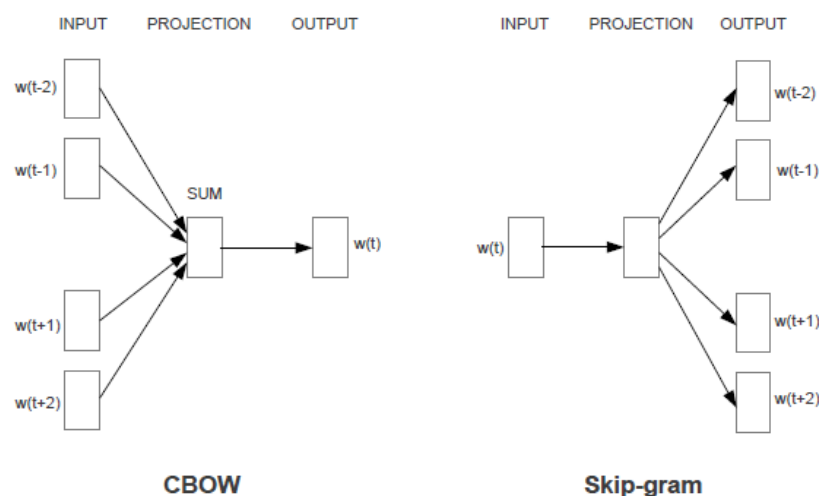 INPUT PROJECTION OUTPUT
w(t-2)
w(t-1)
SUM
w(t)
w(t+1)
w(t+2)
CBOW
INPUT PROJECTION OUTPUT
w(t-2)
w(t-1)
w(t)
w(t+1)
w(t+2)
Skip-gram